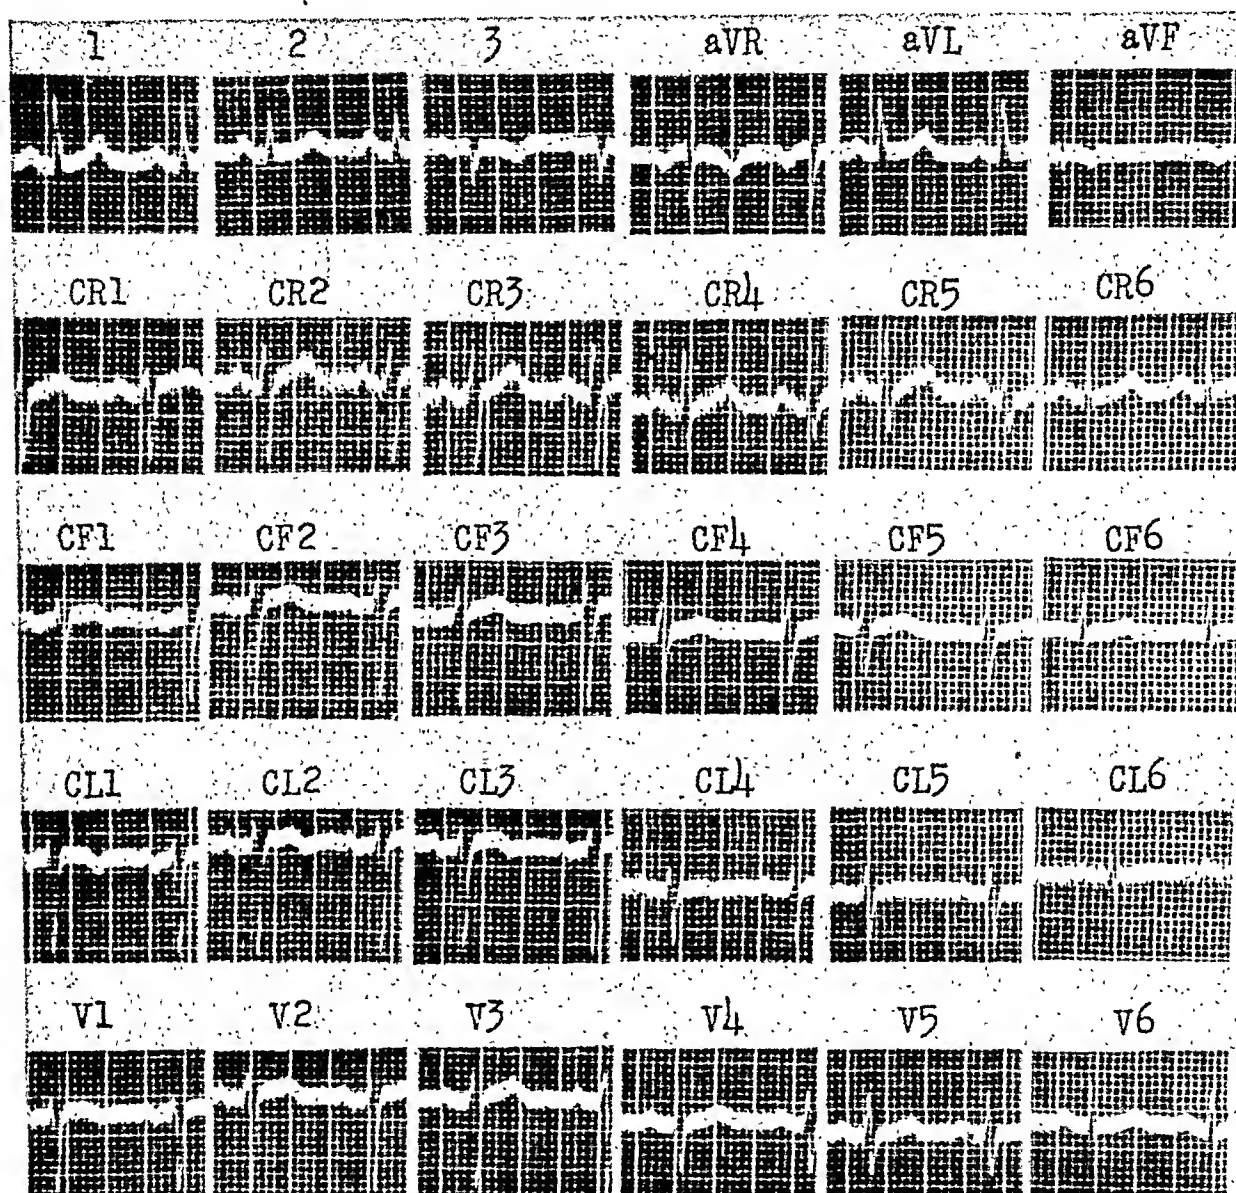 1 2 3 aVR aVL aVF
CR1 CR2 CR3 CR4 CR5 CR6
CF1 CF2 CF3 CF4 CF5 CF6
CL1 CL2 CL3 CL4 CL5 CL6
V1 V2 V3 V4 V5 V6